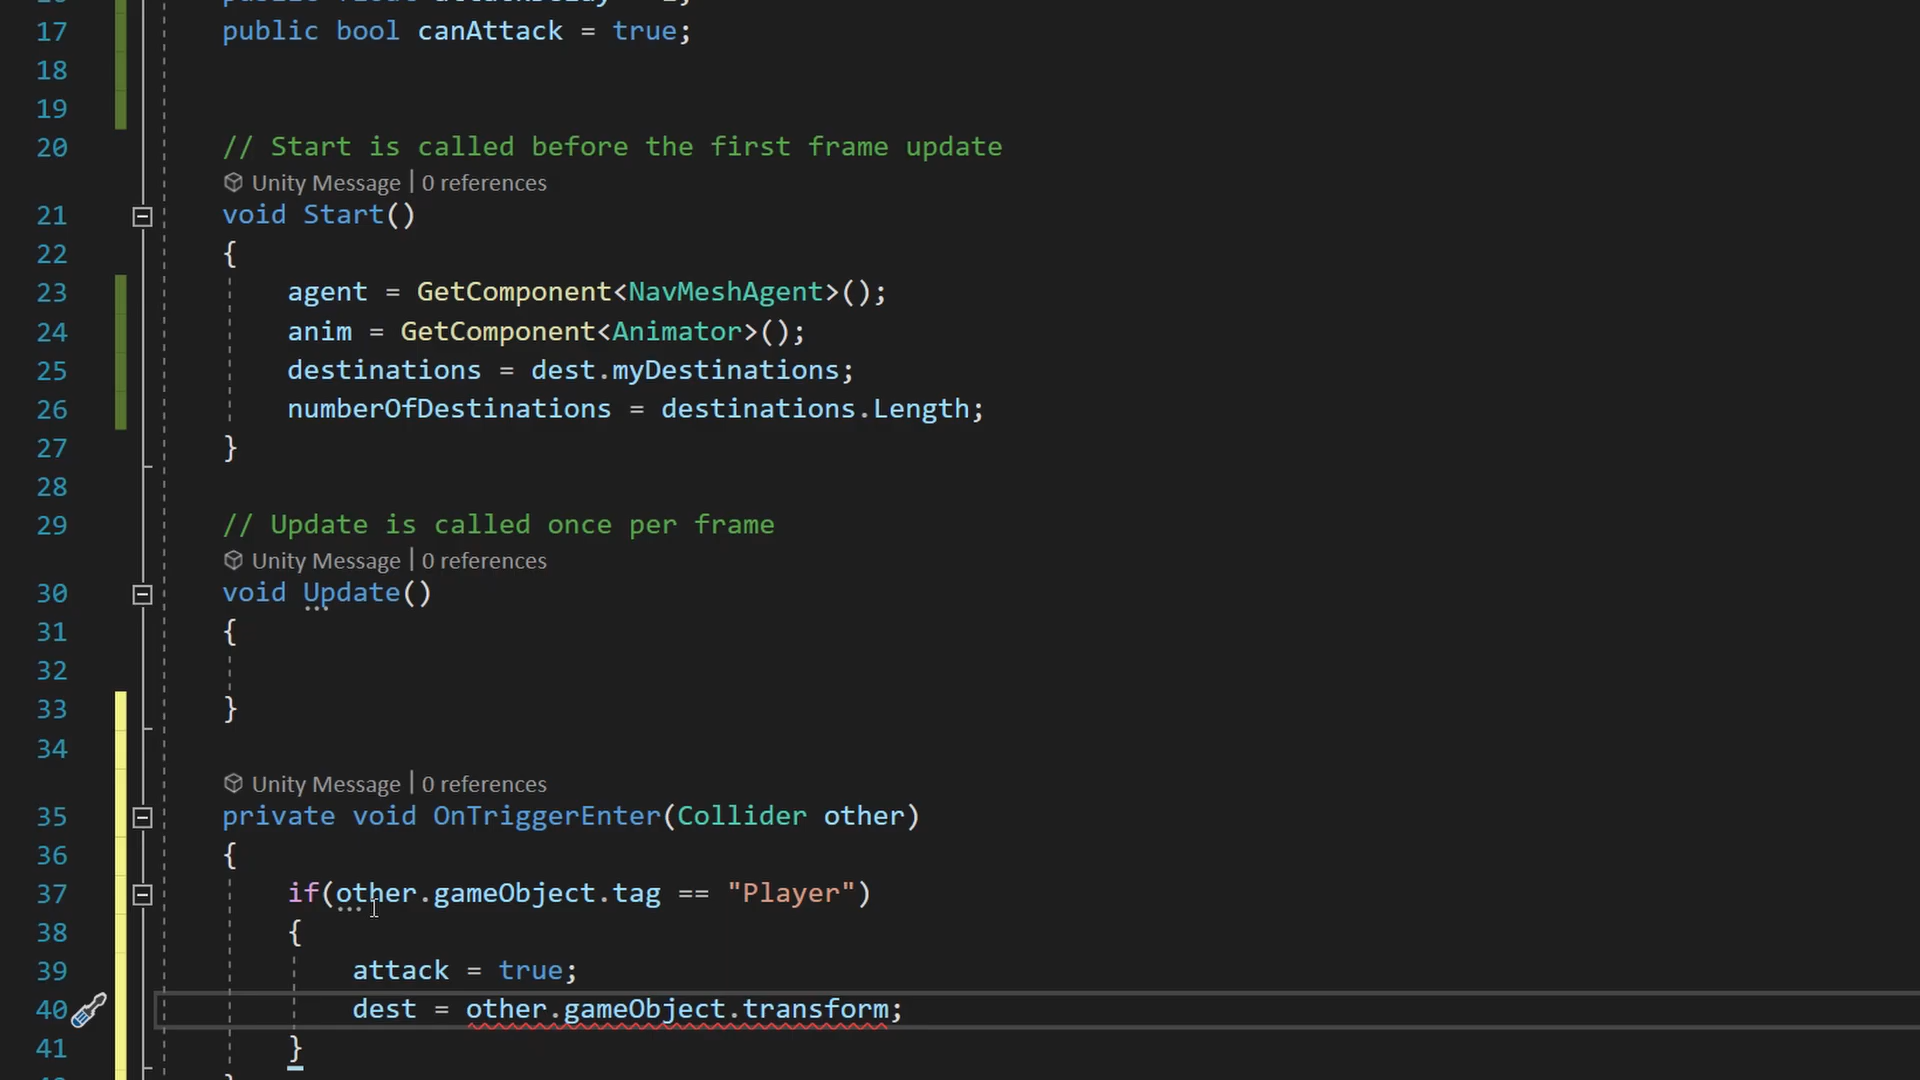 17 public bool canAttack = true;
18
19
20 // Start is called before the first frame update
Unity Message | 0 references
21 void Start()
22 {
23 agent = GetComponent<NavMeshAgent>();
24 anim = GetComponent<Animator>();
25 destinations = dest.myDestinations;
26 numberOfDestinations = destinations.Length;
27 }
28
29 // Update is called once per frame
Unity Message | 0 references
30 void Update()
31 {
32
33 }
34
Unity Message | 0 references
35 private void OnTriggerEnter(Collider other)
36 {
37 if(other.gameObject.tag == "Player")
38 {
39 attack = true;
40 dest = other.gameObject.transform;
41 }